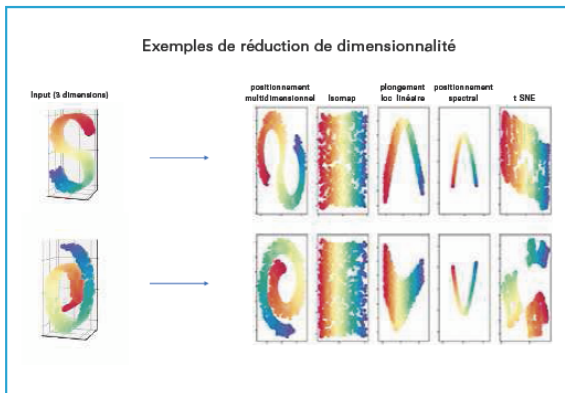 Exemples de réduction de dimensionnalité
Input (3 dimensions)
positionnement
multidimensionnel
Isomap
plongement
loc linéaire
positionnement
spectral
t SNE